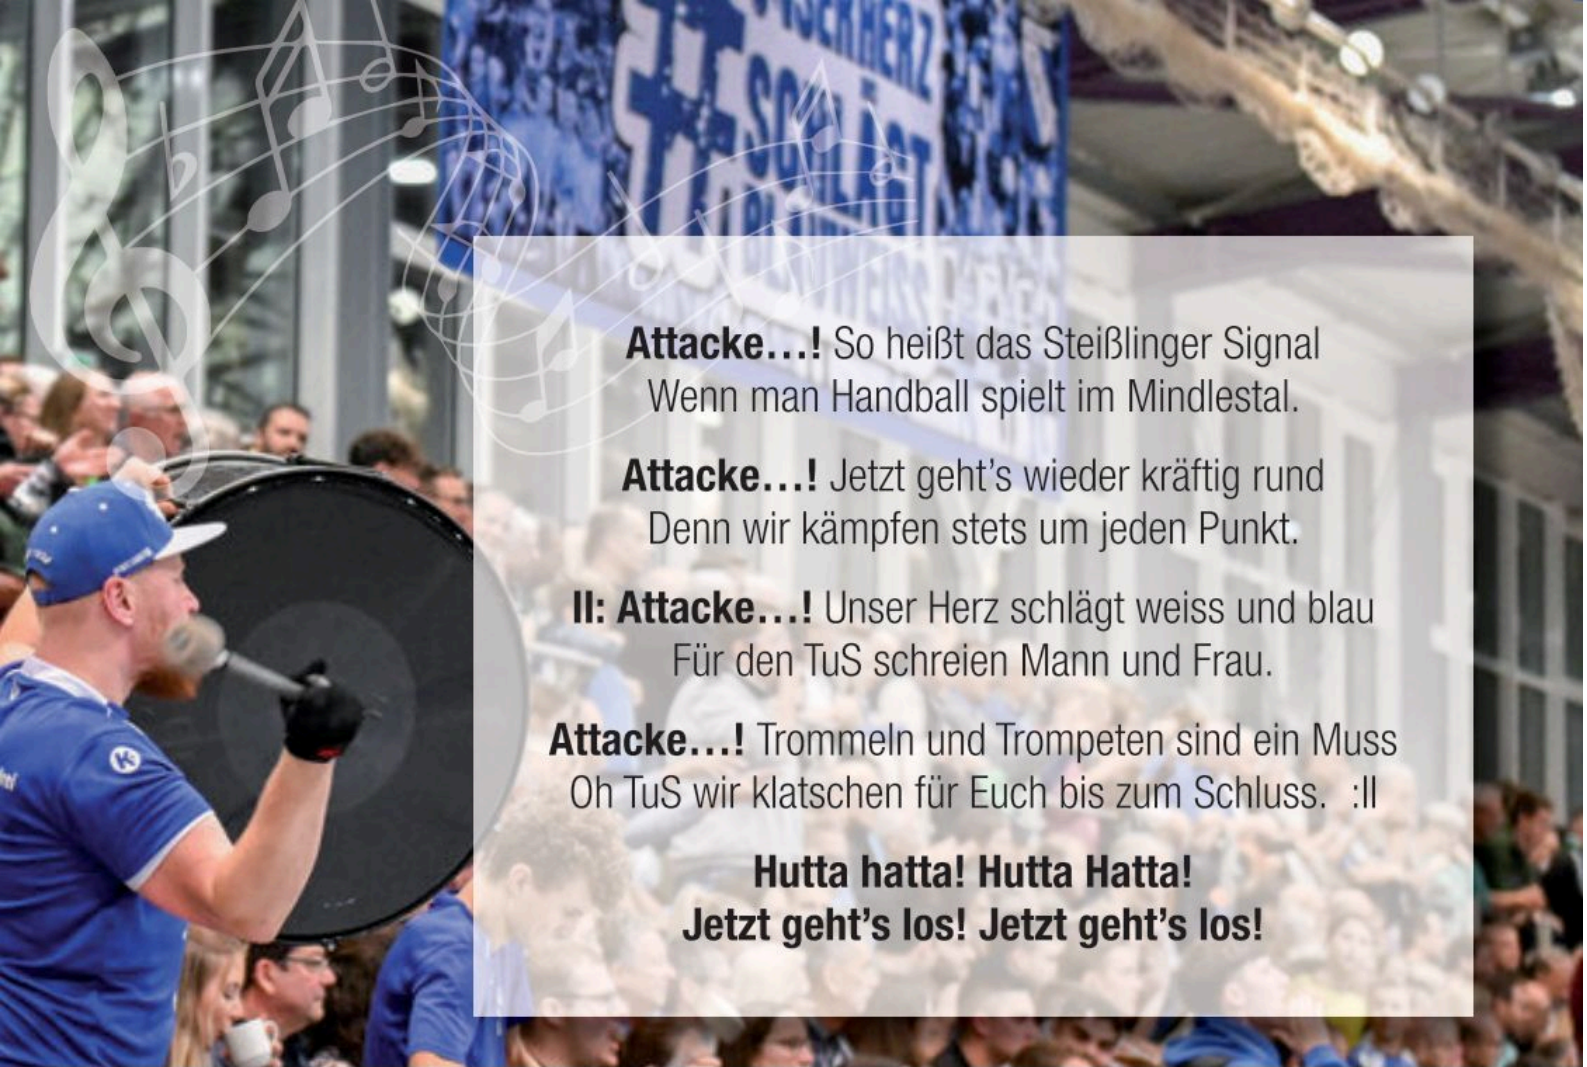 #
SCHLÄGT
BLAUWEISS
Attacke…! So heißt das Steißlinger Signal
Wenn man Handball spielt im Mindlestal.
Attacke…! Jetzt geht's wieder kräftig rund
Denn wir kämpfen stets um jeden Punkt.
II: Attacke…! Unser Herz schlägt weiss und blau
Für den TuS schreien Mann und Frau.
Attacke…! Trommeln und Trompeten sind ein Muss
Oh TuS wir klatschen für Euch bis zum Schluss. :II
Hutta hatta! Hutta Hatta!
Jetzt geht's los! Jetzt geht's los!